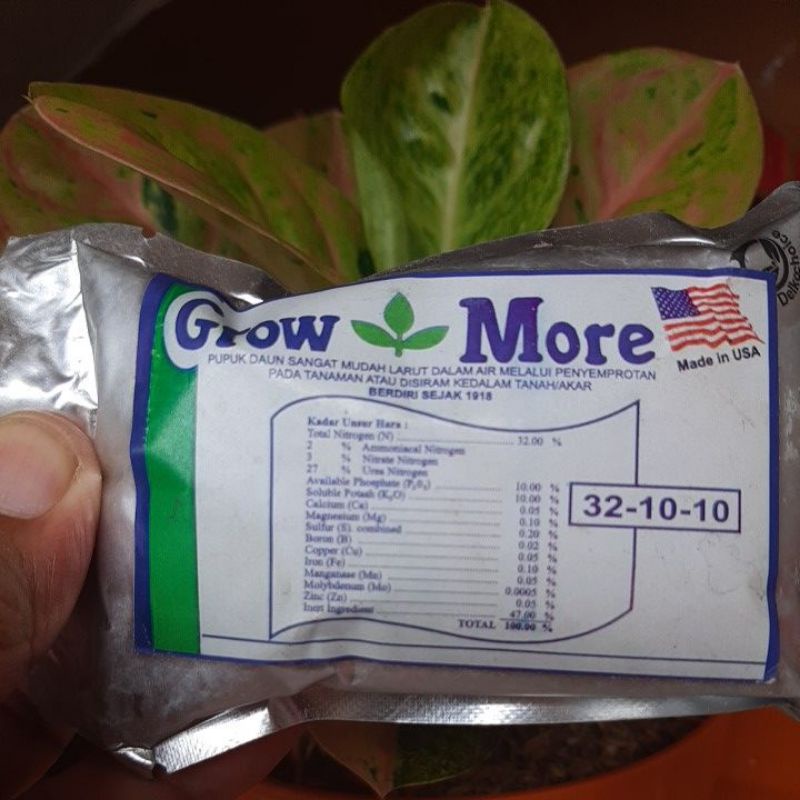 Grow More
Made in USA
PUPUK DAUN SANGAT MUDAH LARUT DALAM AIR MELALUI PENYEMPROTAN
PADA TANAMAN ATAU DISIRAM KEDALAM TANAH/AKAR
BERDIRI SEJAK 1918
Kadar Unsur Hara :
Total Nitrogen (N) 32.00 %
2 % Ammoniacal Nitrogen
3 % Nitrate Nitrogen
27 % Urea Nitrogen
Available Phosphate (P₂O₅) 10.00 %
Soluble Potash (K₂O) 10.00 %
Calcium (Ca) 0.05 %
Magnesium (Mg) 0.10 %
Sulfur (S). combined 0.20 %
Boron (B) 0.02 %
Copper (Cu) 0.05 %
Iron (Fe) 0.10 %
Manganase (Mn) 0.05 %
Molybdenum (Mo) 0.0005 %
Zinc (Zn) 0.05 %
Inert Ingredient 47.00 %
TOTAL 100.00 %
32-10-10